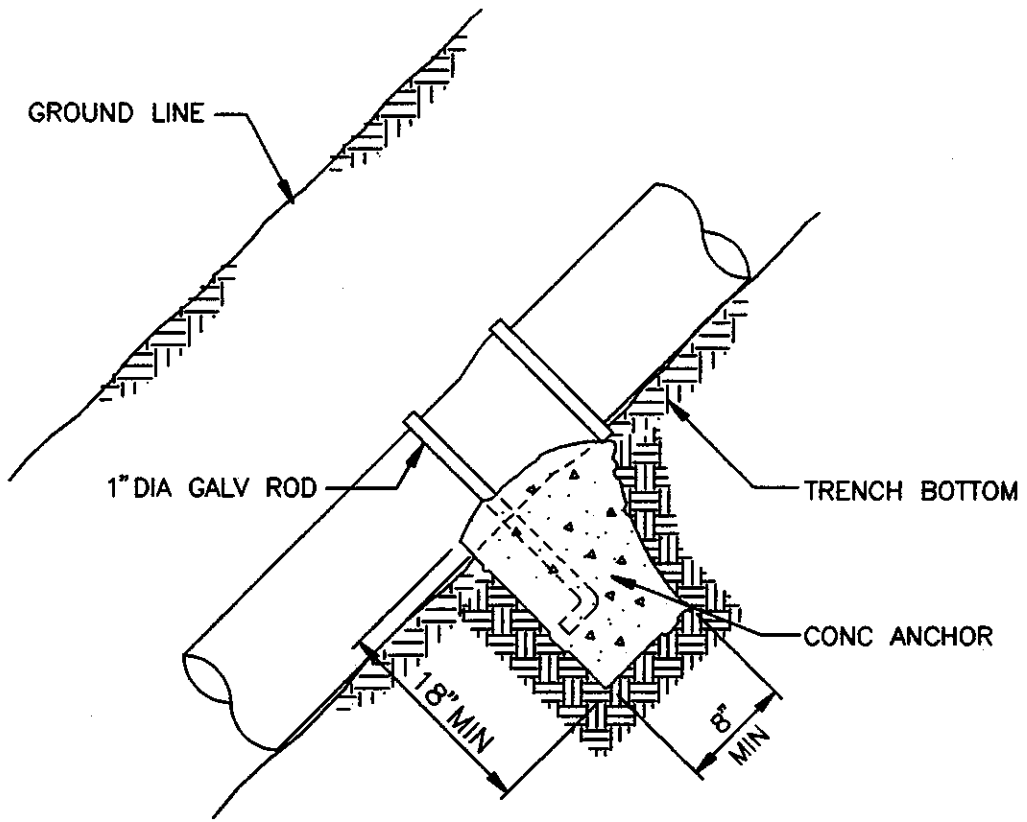 GROUND LINE
1" DIA GALV ROD
TRENCH BOTTOM
CONC ANCHOR
18" MIN
8"
MIN